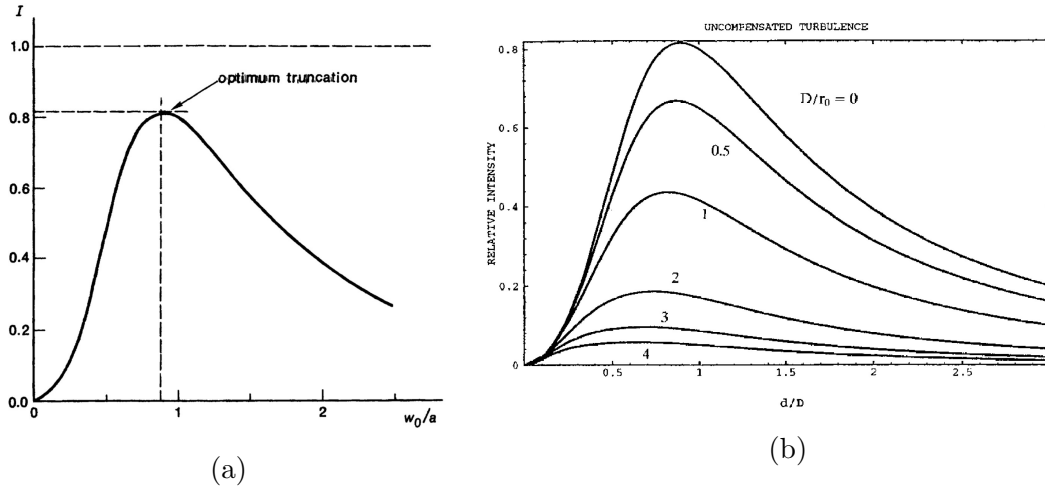 I
1.0
optimum truncation
0.8
0.6
0.4
0.2
0.0
0
1
2
w₀/a
(a)
UNCOMPENSATED TURBULENCE
0.8
D/r₀ = 0
0.6
0.5
RELATIVE INTENSITY
0.4
1
0.2
2
3
4
0
0.5
1
1.5
2
2.5
d/D
(b)